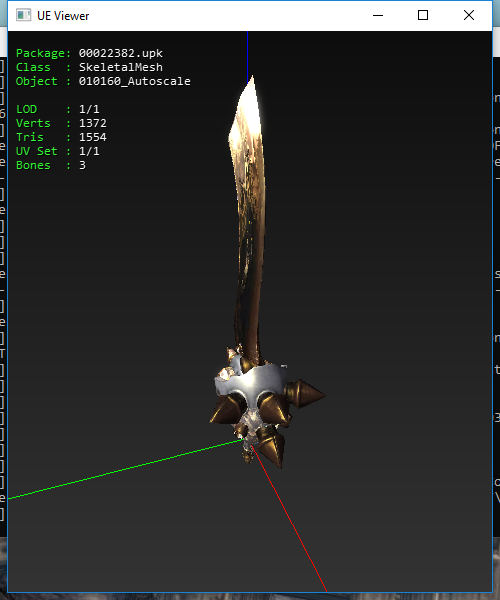 UE Viewer
Package: 00022382.upk
Class : SkeletalMesh
Object : 010160_Autoscale
LOD : 1/1
Verts : 1372
Tris : 1554
UV Set : 1/1
Bones : 3